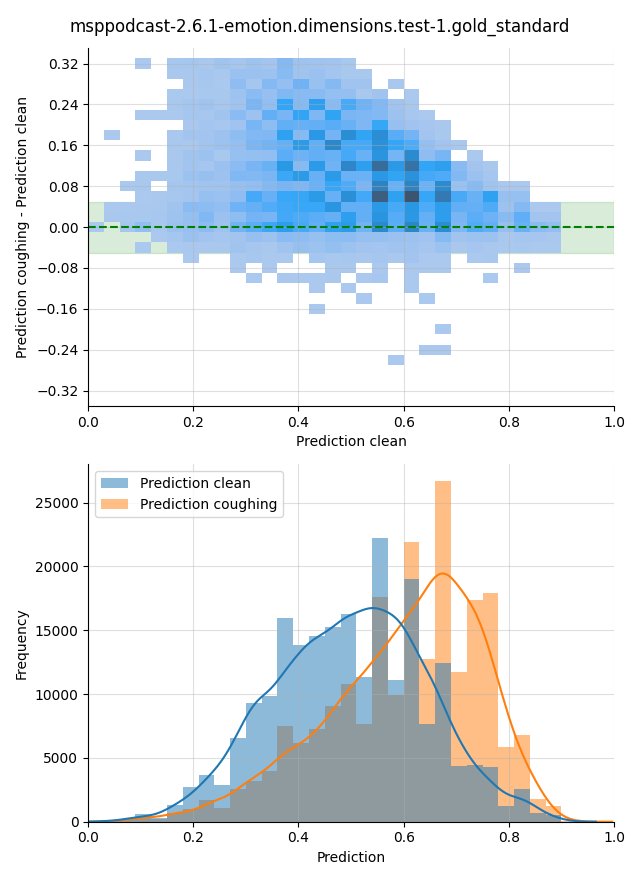 msppodcast-2.6.1-emotion.dimensions.test-1.gold_standard
Prediction coughing - Prediction clean
0.32
0.24
0.16
0.08
0.00
−0.08
−0.16
−0.24
−0.32
0.0 0.2 0.4 0.6 0.8 1.0
Prediction clean
Frequency
25000
20000
15000
10000
5000
0
Prediction clean
Prediction coughing
0.0 0.2 0.4 0.6 0.8 1.0
Prediction